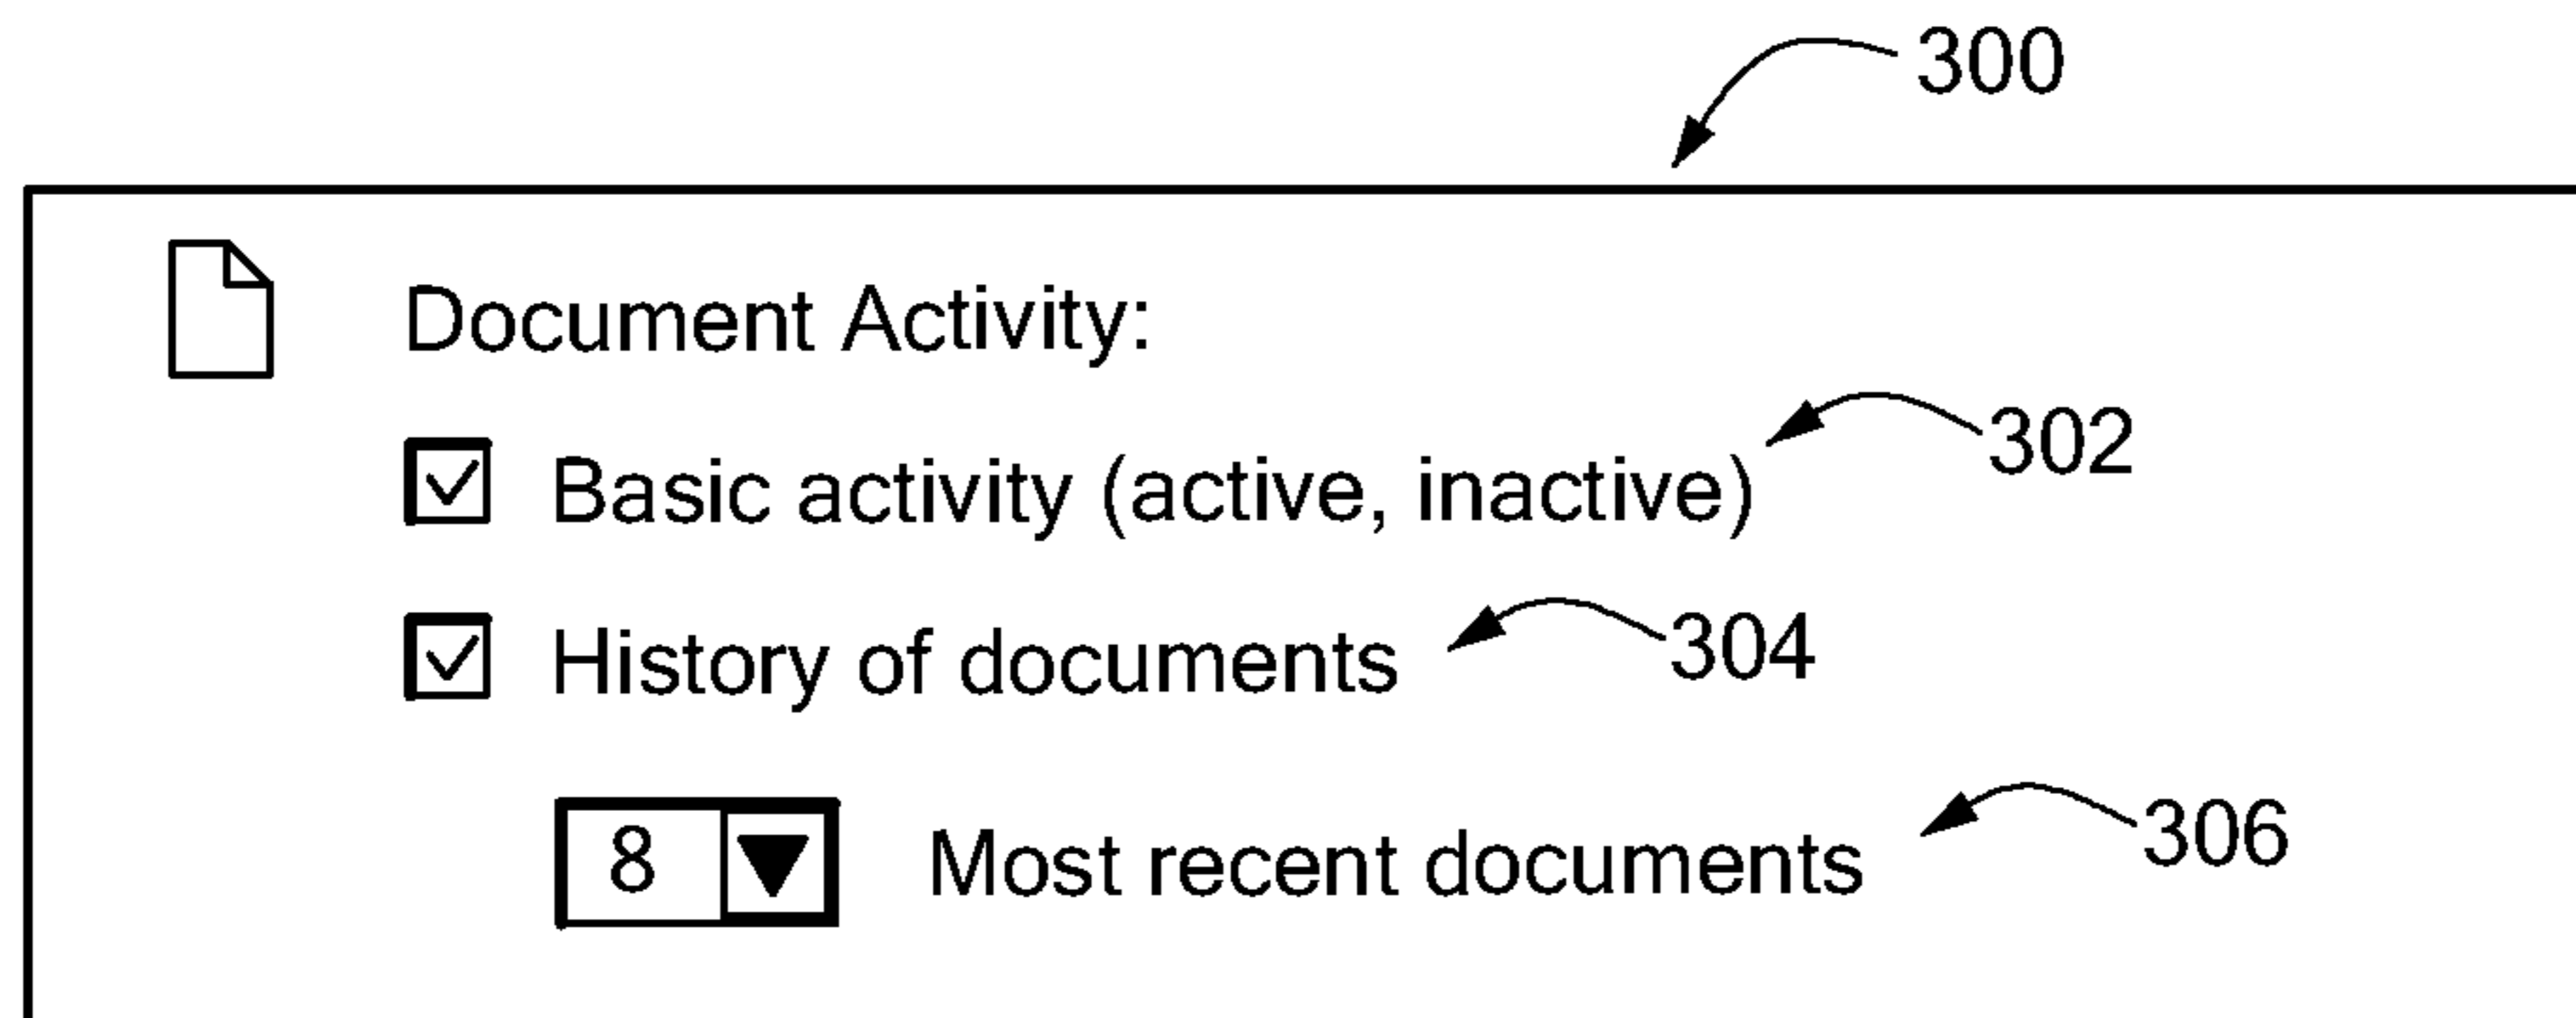 300
Document Activity:
Basic activity (active, inactive) 302
History of documents 304
8 Most recent documents 306